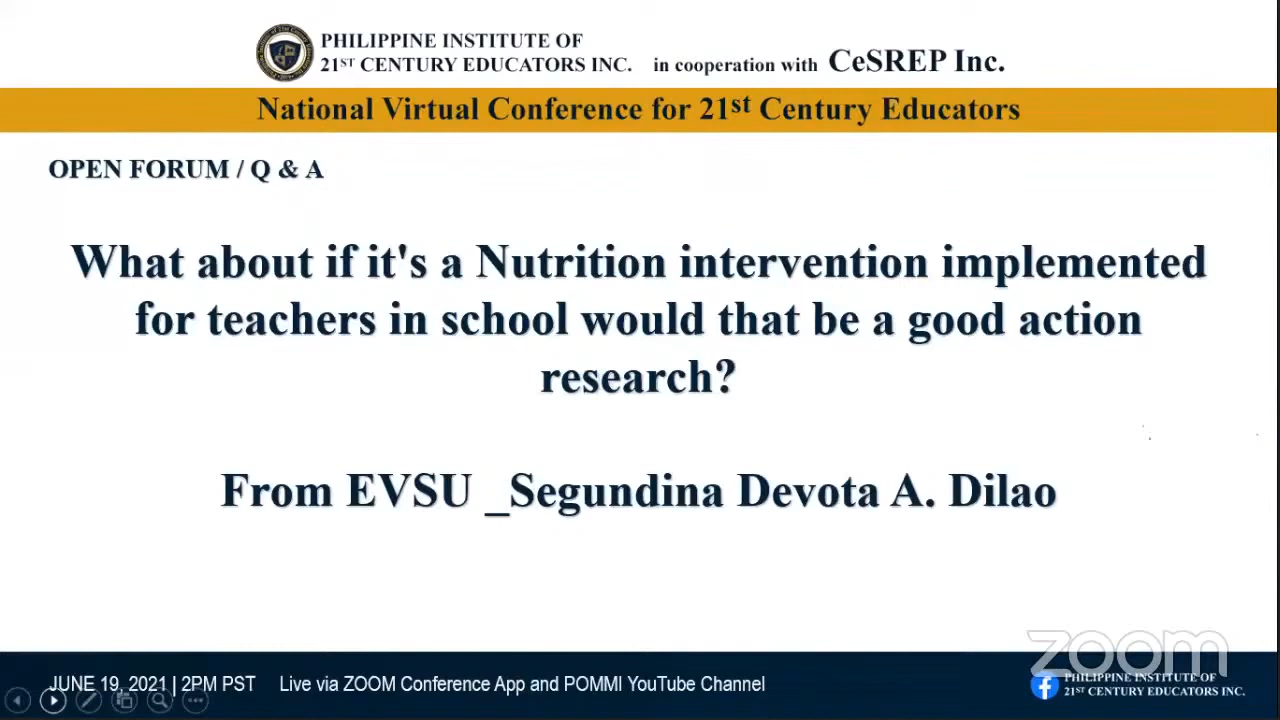 PHILIPPINE INSTITUTE OF
21ST CENTURY EDUCATORS INC. in cooperation with CeSREP Inc.
National Virtual Conference for 21st Century Educators
OPEN FORUM / Q & A
What about if it's a Nutrition intervention implemented
for teachers in school would that be a good action
research?
From EVSU _Segundina Devota A. Dilao
zoom
JUNE 19, 2021 | 2PM PST Live via ZOOM Conference App and POMMI YouTube Channel
PHILIPPINE INSTITUTE OF
21ST CENTURY EDUCATORS INC.